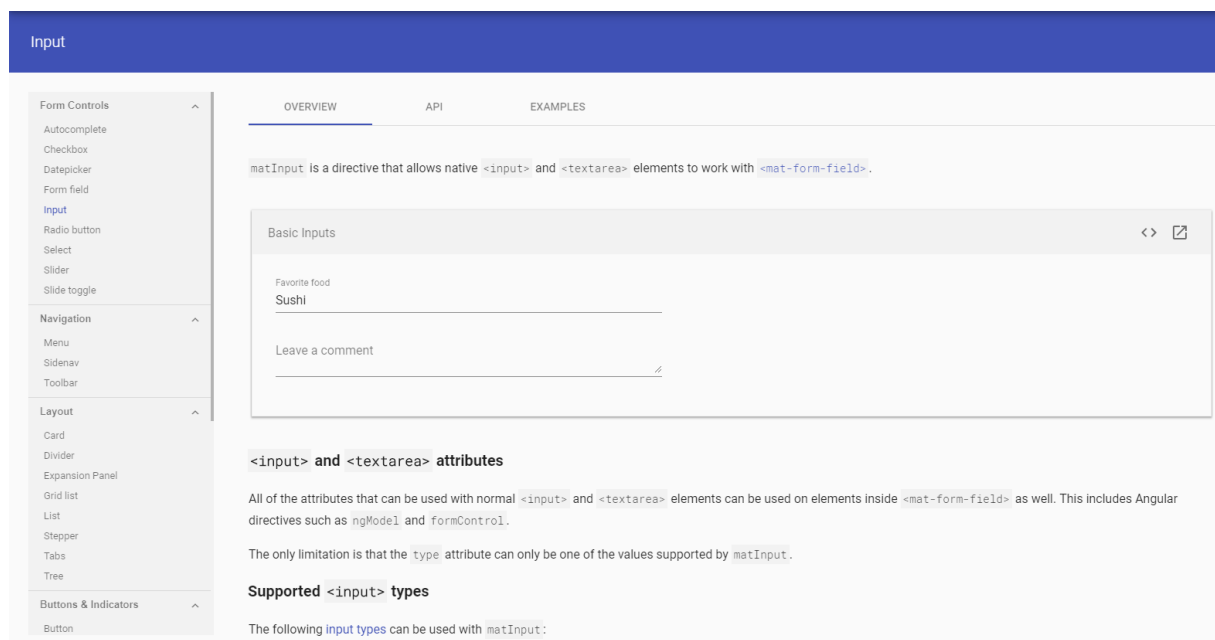 Input
Form Controls
Autocomplete
Checkbox
Datepicker
Form field
Input
Radio button
Select
Slider
Slide toggle
Navigation
Menu
Sidenav
Toolbar
Layout
Card
Divider
Expansion Panel
Grid list
List
Stepper
Tabs
Tree
Buttons & Indicators
Button
OVERVIEW API EXAMPLES
matInput is a directive that allows native <input> and <textarea> elements to work with <mat-form-field>.
Basic Inputs <>
Favorite food
Sushi
Leave a comment
<input> and <textarea> attributes
All of the attributes that can be used with normal <input> and <textarea> elements can be used on elements inside <mat-form-field> as well. This includes Angular
directives such as ngModel and formControl.
The only limitation is that the type attribute can only be one of the values supported by matInput.
Supported <input> types
The following input types can be used with matInput: